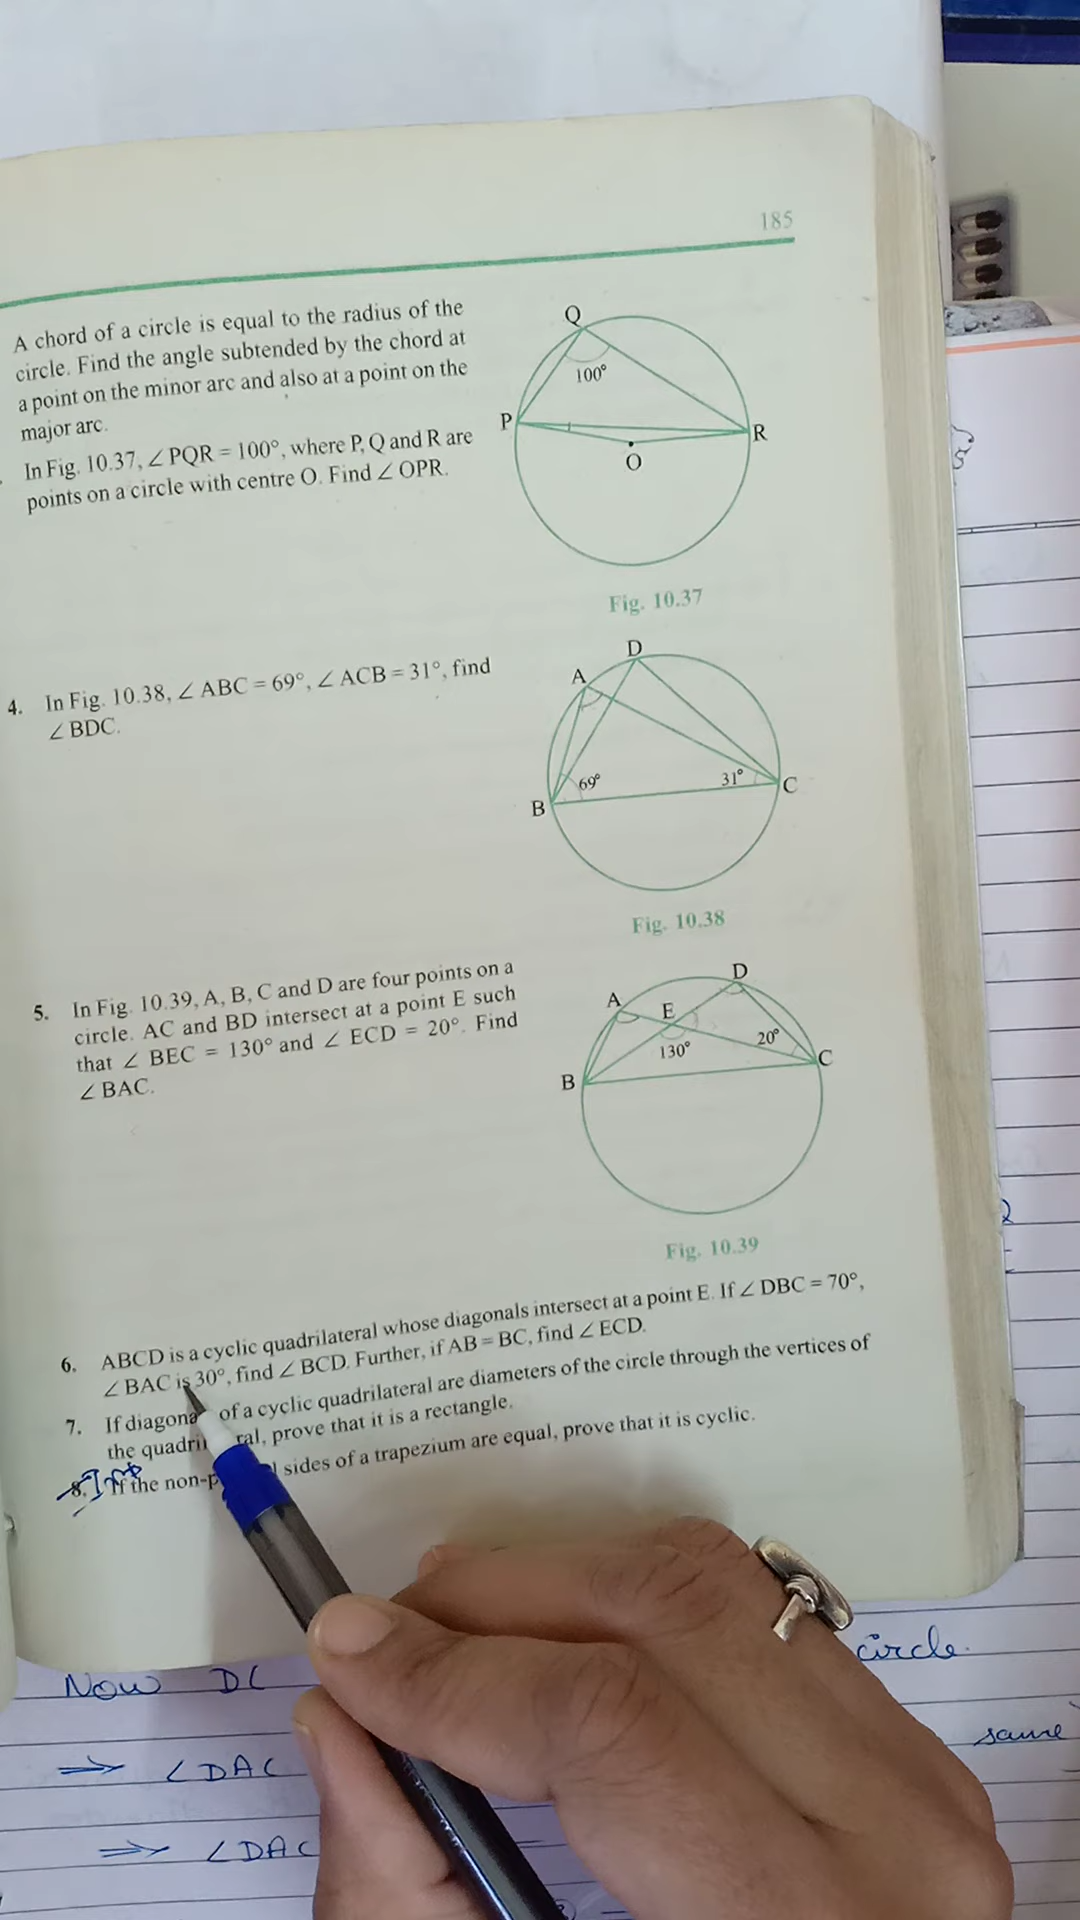 185
A chord of a circle is equal to the radius of the
circle. Find the angle subtended by the chord at
a point on the minor arc and also at a point on the
major arc.
In Fig. 10.37, ∠ PQR = 100°, where P, Q and R are
points on a circle with centre O. Find ∠ OPR.
Q
100°
P
R
O
Fig. 10.37
4. In Fig. 10.38, ∠ ABC = 69°, ∠ ACB = 31°, find
∠ BDC.
D
A
69°
31°
C
B
Fig. 10.38
5. In Fig. 10.39, A, B, C and D are four points on a
circle. AC and BD intersect at a point E such
that ∠ BEC = 130° and ∠ ECD = 20°. Find
∠ BAC.
D
A
E
20°
130°
C
B
Fig. 10.39
6. ABCD is a cyclic quadrilateral whose diagonals intersect at a point E. If ∠ DBC = 70°,
∠ BAC is 30°, find ∠ BCD. Further, if AB = BC, find ∠ ECD.
7. If of a cyclic quadrilateral are diameters of the circle through the vertices of
the prove that it is a rectangle.
8. If the sides of a trapezium are equal, prove that it is cyclic.
Now DC circle.
same
⇒ ∠DAC
⇒ ∠DAC